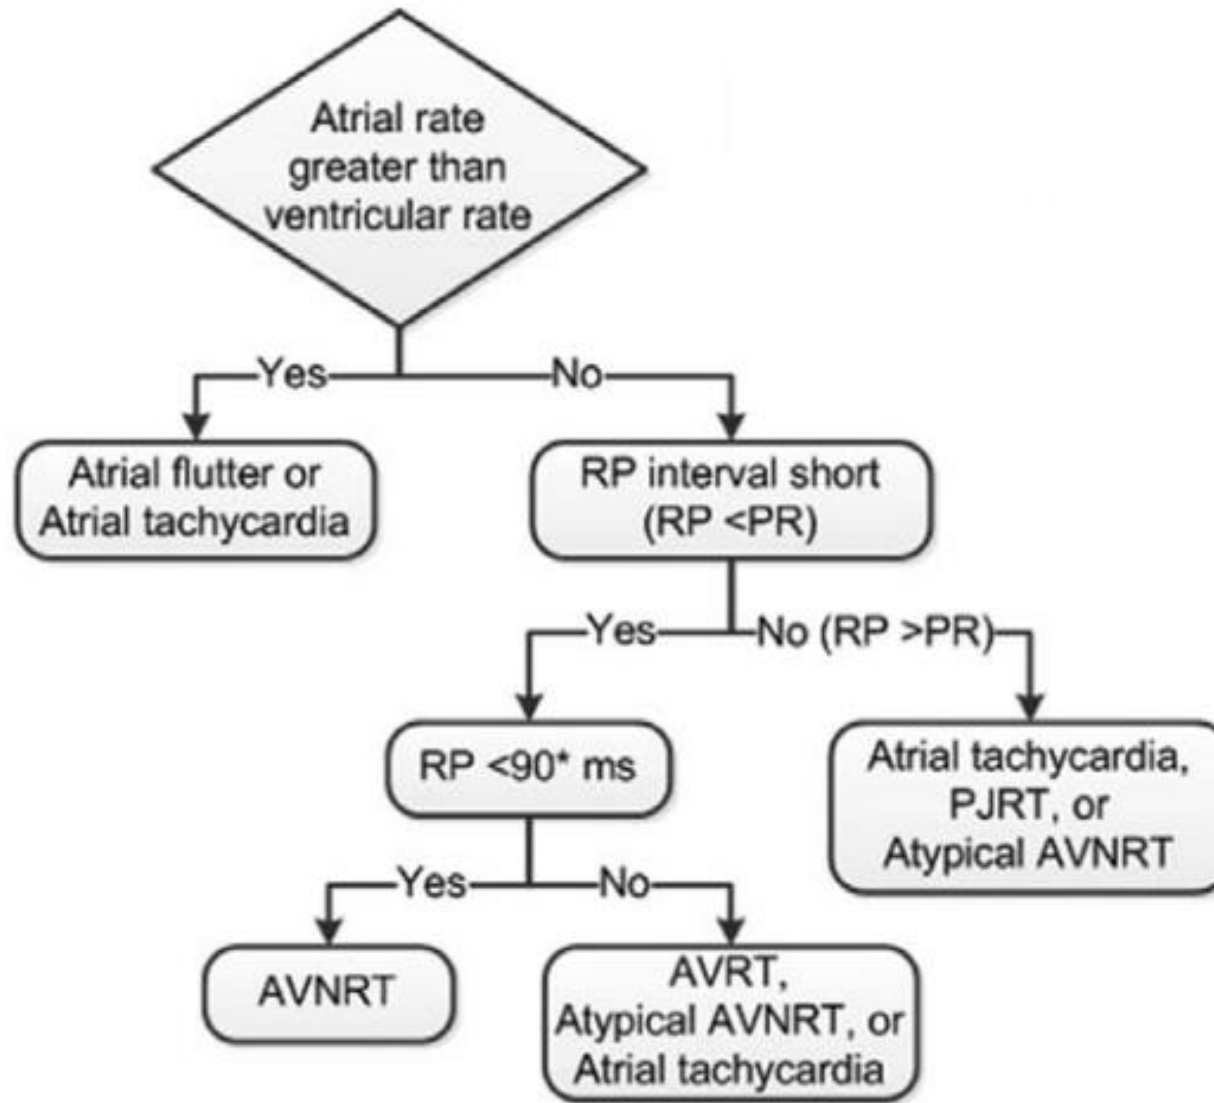 Atrial rate
greater than
ventricular rate
Yes
No
Atrial flutter or
Atrial tachycardia
RP interval short
(RP <PR)
Yes
No (RP >PR)
RP <90* ms
Atrial tachycardia,
PJRT, or
Atypical AVNRT
Yes
No
AVNRT
AVRT,
Atypical AVNRT, or
Atrial tachycardia